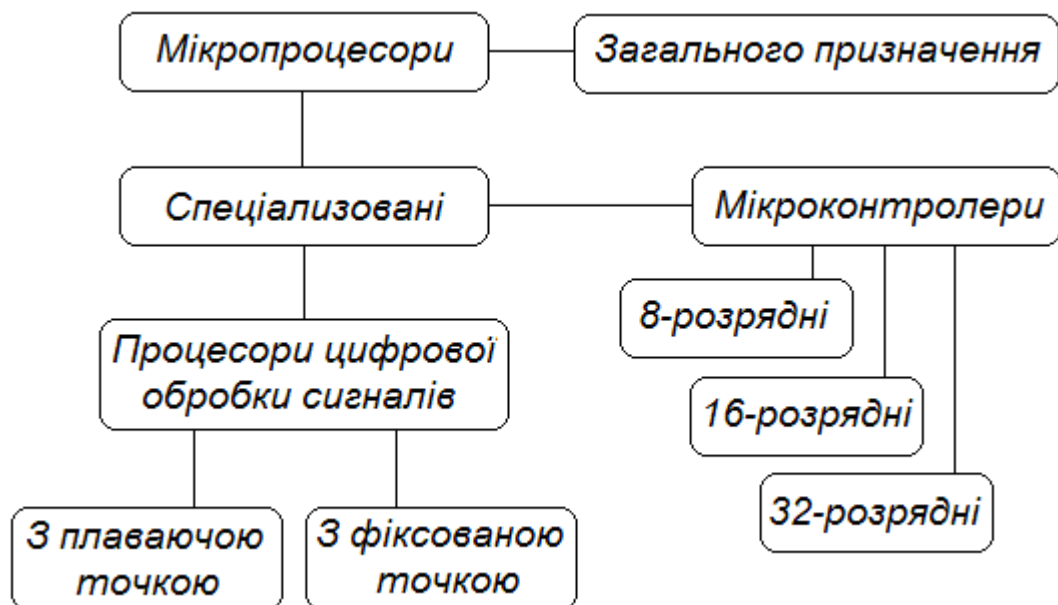 Мікропроцесори
Загального призначення
Спеціализовані
Мікроконтролери
8-розрядні
Процесори цифрової
обробки сигналів
16-розрядні
32-розрядні
З плаваючою
точкою
З фіксованою
точкою